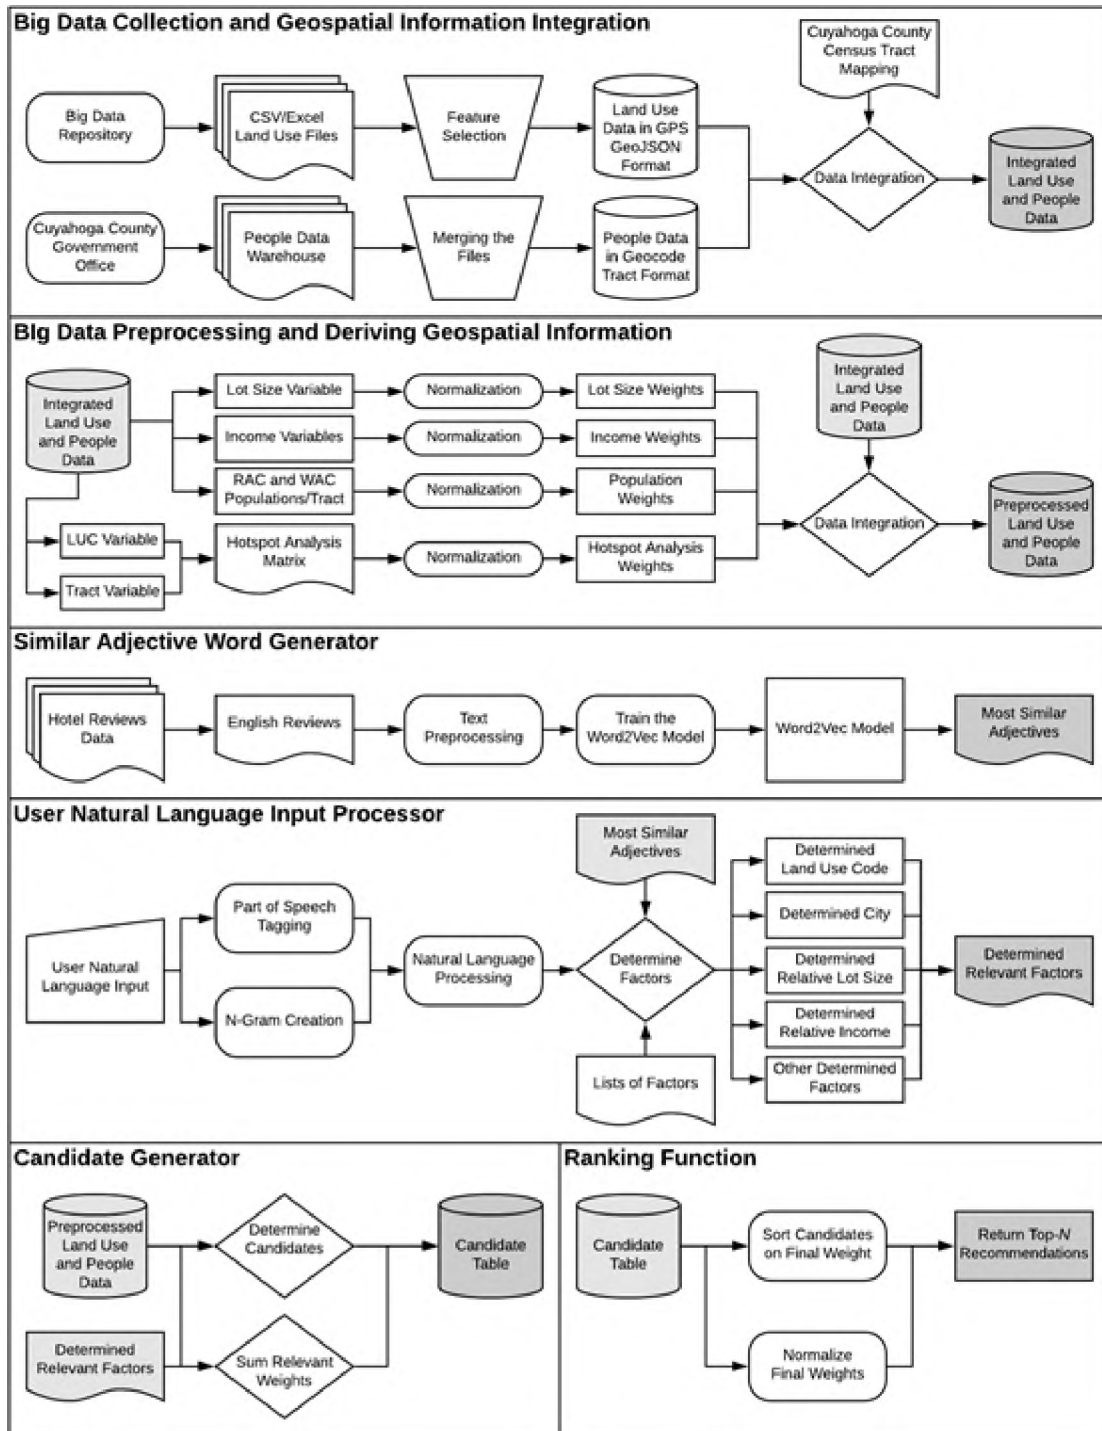 Big Data Collection and Geospatial Information Integration
Cuyahoga County
Census Tract
Mapping
Big Data
Repository
CSV/Excel
Land Use Files
Feature
Selection
Land Use
Data in GPS
GeoJSON
Format
Data Integration
Integrated
Land Use
and People
Data
Cuyahoga County
Government
Office
People Data
Warehouse
Merging the
Files
People Data
in Geocode
Tract Format
BIg Data Preprocessing and Deriving Geospatial Information
Integrated
Land Use
and People
Data
Lot Size Variable
Normalization
Lot Size Weights
Income Variables
Normalization
Income Weights
RAC and WAC
Populations/Tract
Normalization
Population
Weights
LUC Variable
Tract Variable
Hotspot Analysis
Matrix
Normalization
Hotspot Analysis
Weights
Integrated
Land Use
and People
Data
Data Integration
Preprocessed
Land Use
and People
Data
Similar Adjective Word Generator
Hotel Reviews
Data
English Reviews
Text
Preprocessing
Train the
Word2Vec Model
Word2Vec Model
Most Similar
Adjectives
User Natural Language Input Processor
User Natural
Language Input
Part of Speech
Tagging
N-Gram Creation
Natural Language
Processing
Most Similar
Adjectives
Determine
Factors
Lists of Factors
Determined
Land Use Code
Determined City
Determined
Relative Lot Size
Determined
Relative Income
Other Determined
Factors
Determined
Relevant Factors
Candidate Generator
Preprocessed
Land Use
and People
Data
Determined
Relevant Factors
Determine
Candidates
Sum Relevant
Weights
Candidate
Table
Ranking Function
Candidate
Table
Sort Candidates
on Final Weight
Normalize
Final Weights
Return Top-N
Recommendations